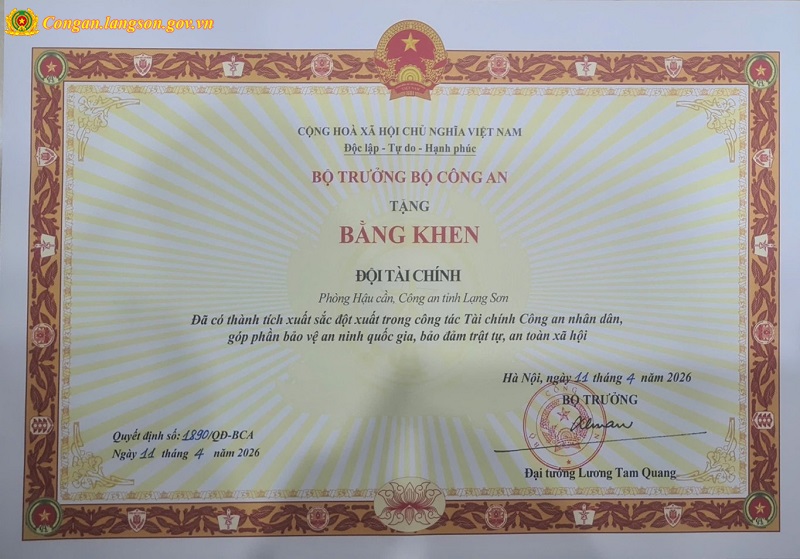 Congan.langson.gov.vn
CỘNG HOÀ XÃ HỘI CHỦ NGHĨA VIỆT NAM
Độc lập - Tự do - Hạnh phúc
BỘ TRƯỞNG BỘ CÔNG AN
TẶNG
BẰNG KHEN
ĐỘI TÀI CHÍNH
Phòng Hậu cần, Công an tỉnh Lạng Sơn
Đã có thành tích xuất sắc đột xuất trong công tác Tài chính Công an nhân dân,
góp phần bảo vệ an ninh quốc gia, bảo đảm trật tự, an toàn xã hội
Hà Nội, ngày 11 tháng 4 năm 2026
BỘ TRƯỞNG
Quyết định số: 1890/QĐ-BCA
Ngày 11 tháng 4 năm 2026
Đại tướng Lương Tam Quang